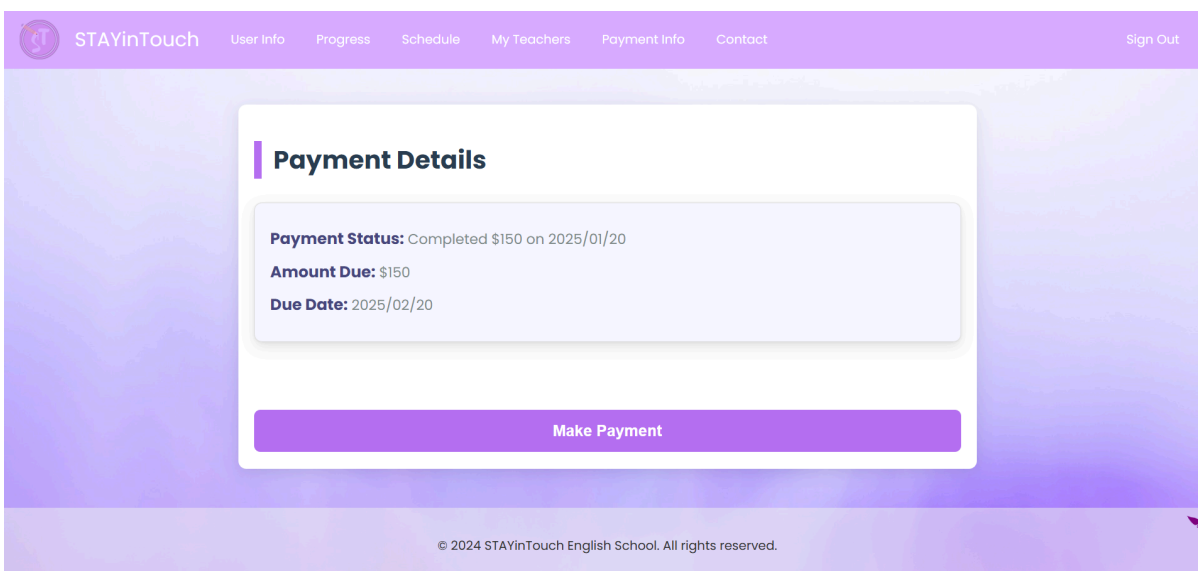 ST
STAYinTouch User Info Progress Schedule My Teachers Payment Info Contact Sign Out
Payment Details
Payment Status: Completed $150 on 2025/01/20
Amount Due: $150
Due Date: 2025/02/20
Make Payment
© 2024 STAYinTouch English School. All rights reserved.